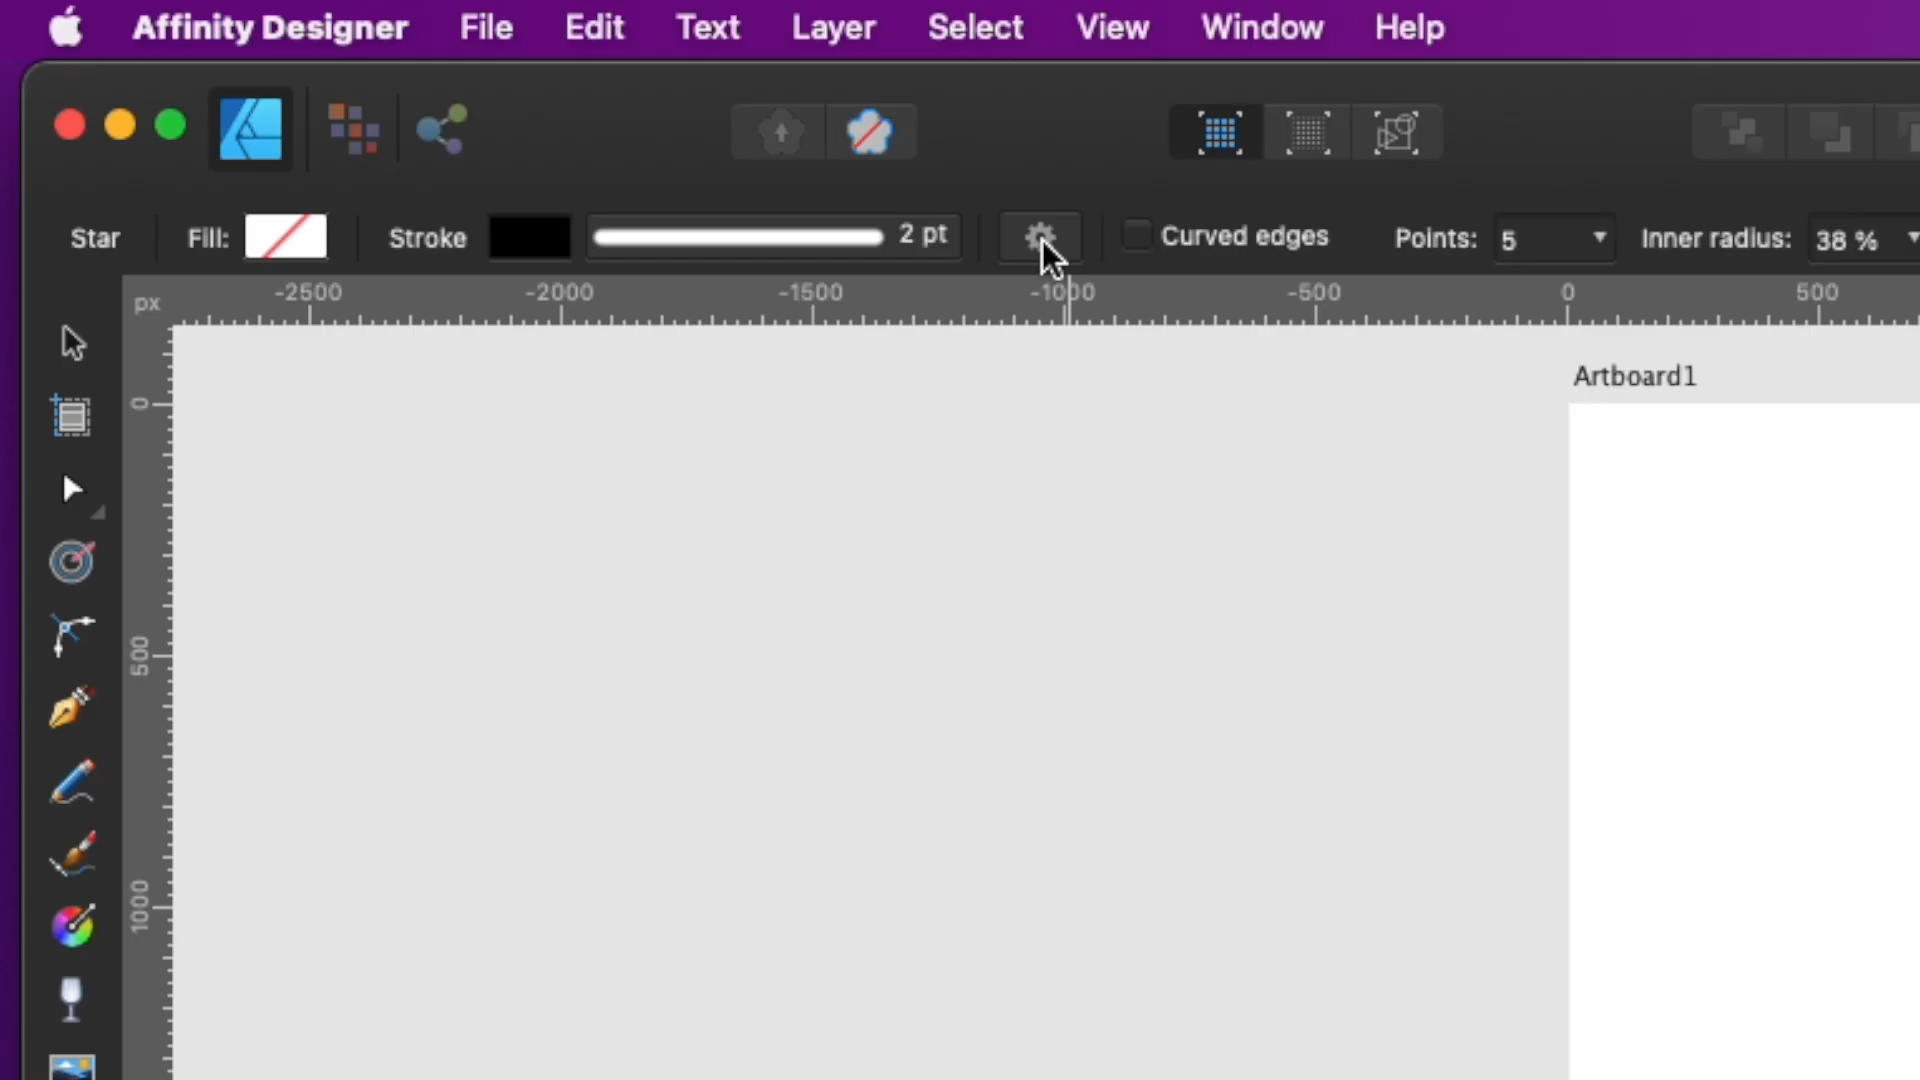 Affinity Designer File Edit Text Layer Select View Window Help
Star Fill: Stroke 2 pt Curved edges Points: 5 Inner radius: 38 %
px -2500 -2000 -1500 -1000 -500 0 500
Artboard1
0
500
1000